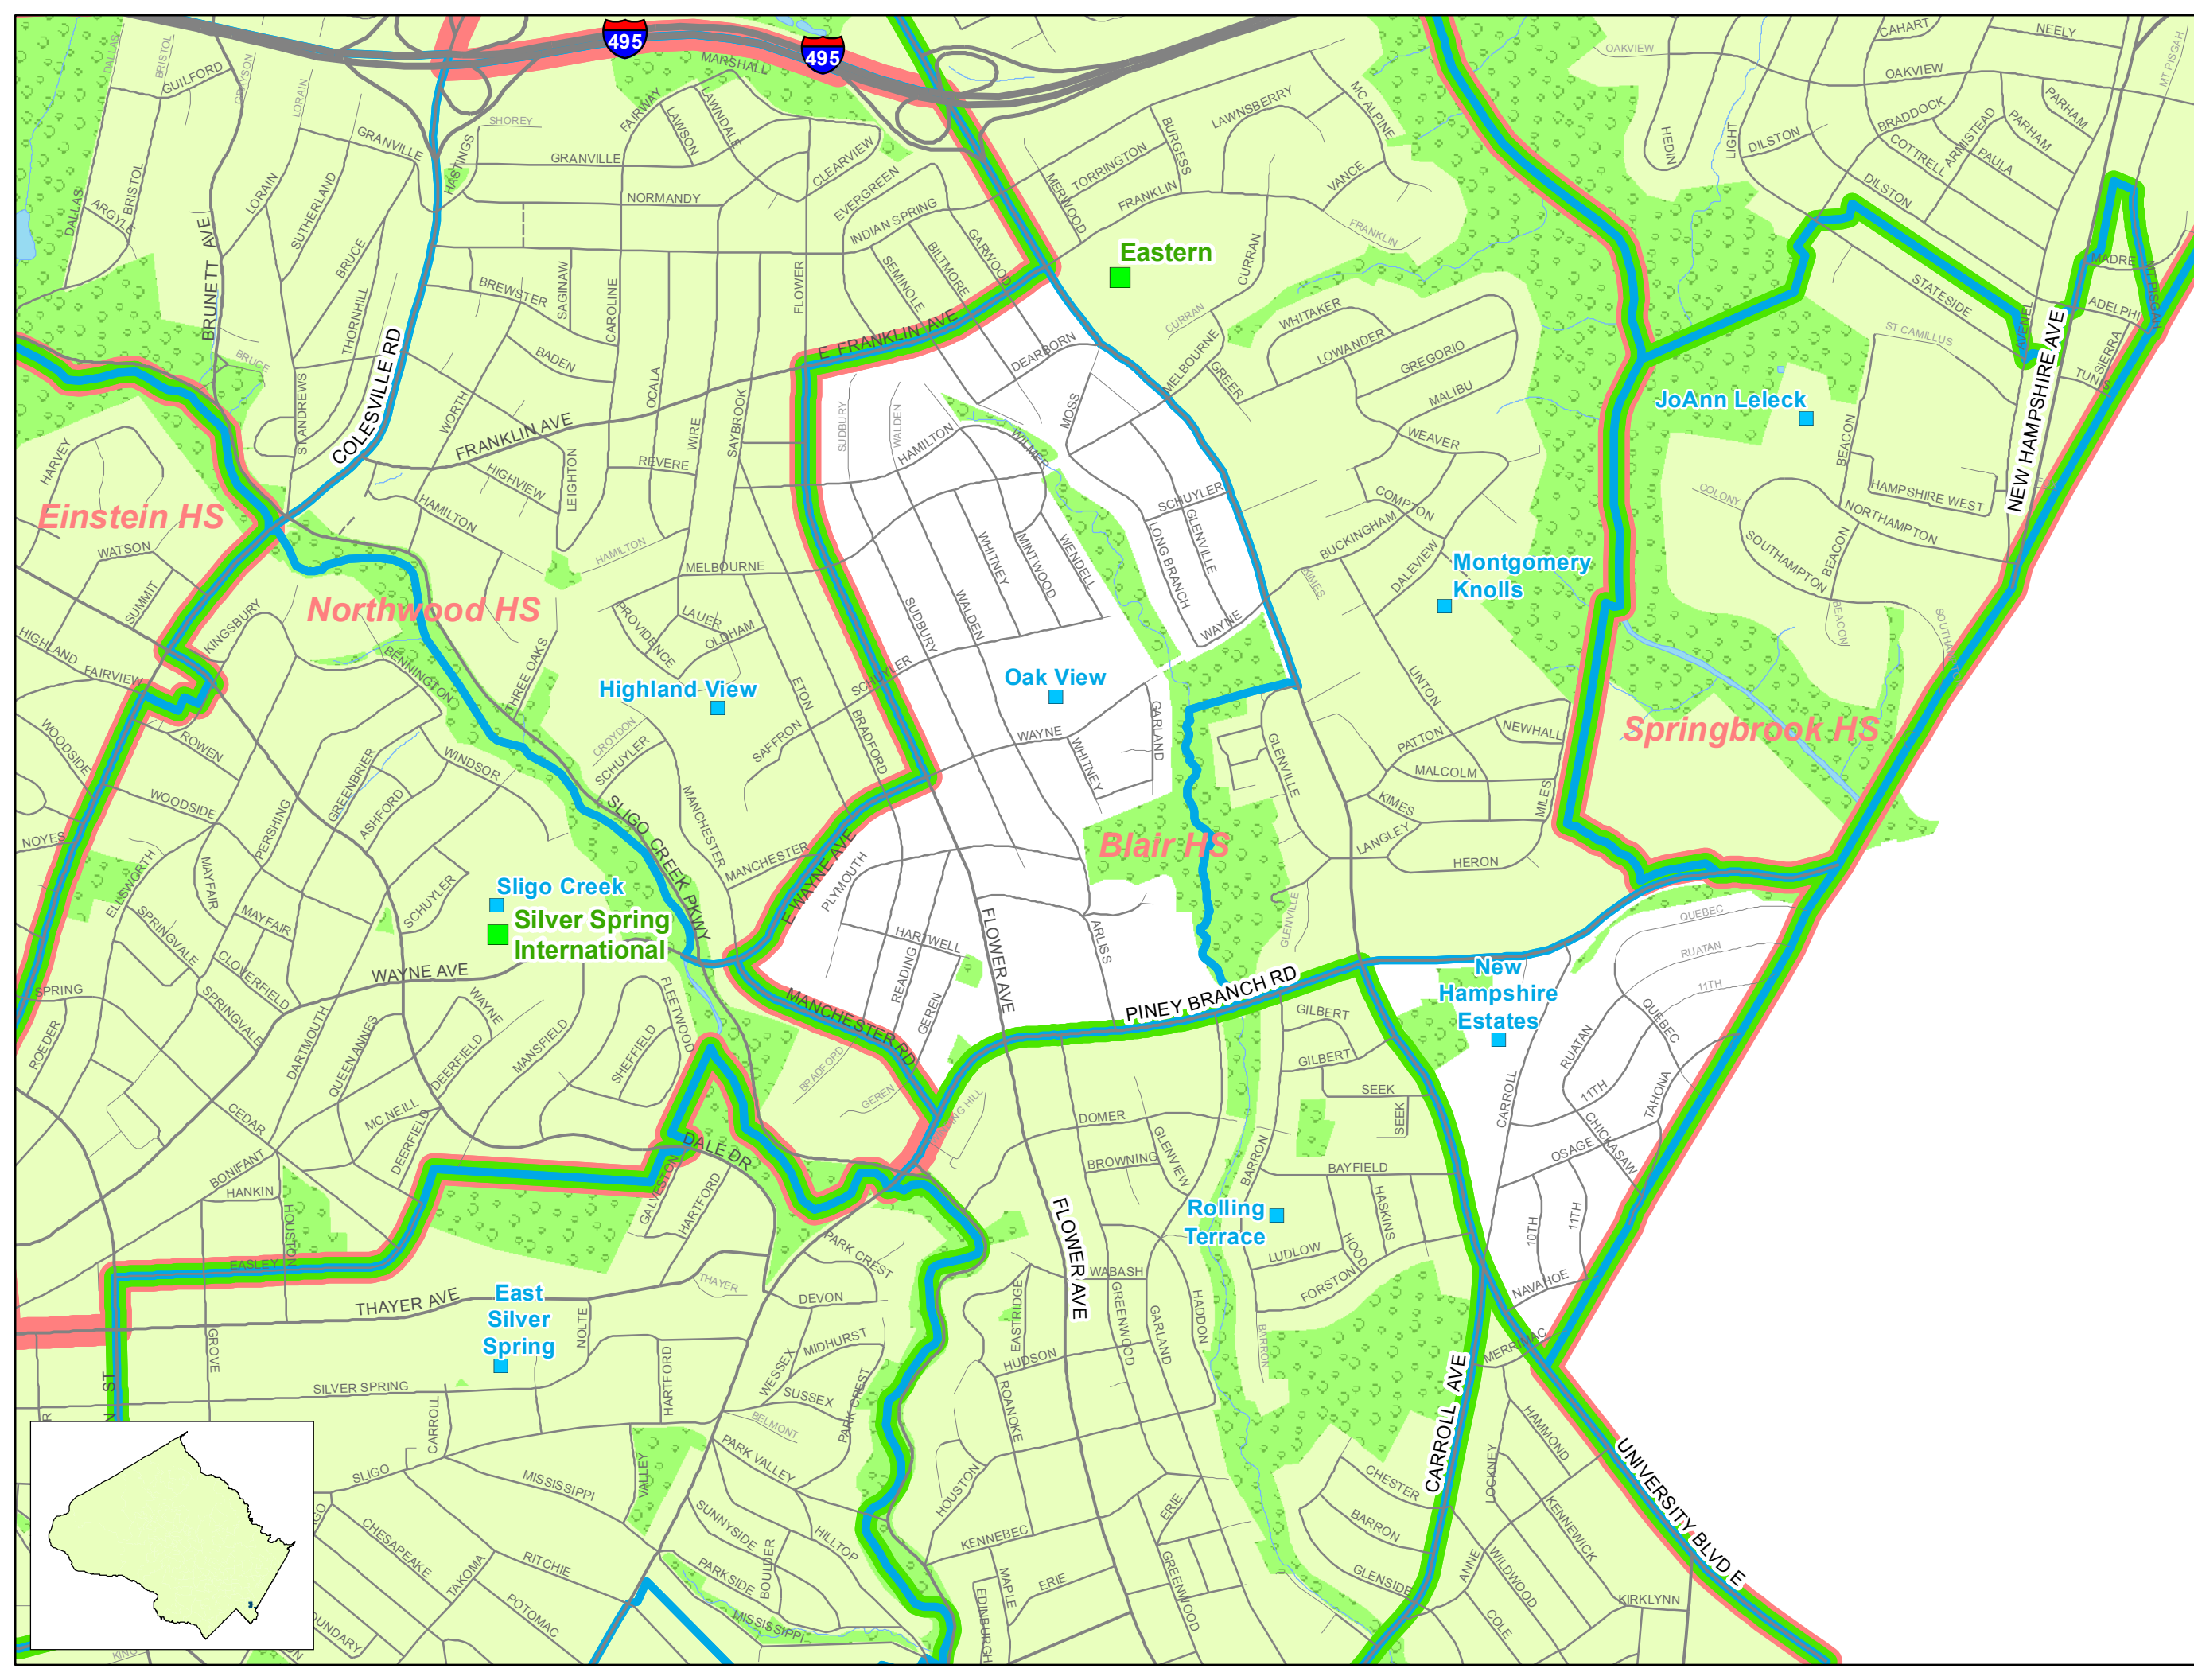 495
495
MARSHALL
CAHART
NEELY
OAKVIEW
OAKVIEW
MT PISGAH
DALLAS
BRISTOL
GUILFORD
GRAYSON
LORAIN
SHOREY
FAIRWAY
LAWSON
LAWNDALE
GRANVILLE
HASTINGS
GRANVILLE
CLEARVIEW
BURGESS
LAWNSBERRY
MC ALPINE
HEDIN
LIGHT
DILSTON
BRADDOCK
COTTRELL
ARMISTEAD
PARHAM
PARHAM
PAULA
DILSTON
DALLAS
ARGYLE
BRISTOL
LORAIN
SUTHERLAND
BRUCE
NORMANDY
EVERGREEN
INDIAN SPRING
MERWOOD
TORRINGTON
FRANKLIN
VANCE
FRANKLIN
BRUNETT AVE
BREWSTER
SAGINAW
CAROLINE
FLOWER
SEMINOLE
BILTMORE
GARWOOD
Eastern
CURRAN
CURRAN
STATESIDE
AVENEL
MADRE
MT PISGAH
ADELPHI
SIERRA
TUNIS
ST CAMILLUS
THORNHILL
COLESVILLE RD
BADEN
E FRANKLIN AVE
DEARBORN
MELBOURNE
GREER
WHITAKER
LOWANDER
GREGORIO
MALIBU
JoAnn Leleck
NEW HAMPSHIRE AVE
BRUCE
ST ANDREWS
WORTH
OCALA
WIRE
SAYBROOK
SUDBURY
WALDEN
HAMILTON
WILMER
MOSS
WEAVER
BEACON
HARVEY
FRANKLIN AVE
HIGHVIEW
LEIGHTON
REVERE
HAMILTON
SCHUYLER
LONG BRANCH
GLENVILLE
COMPTON
BUCKINGHAM
DALEVIEW
COLONY
HAMPSHIRE WEST
NORTHAMPTON
SOUTHAMPTON
BEACON
BEACON
Einstein HS
WATSON
SUMMIT
HAMILTON
MELBOURNE
WHITNEY
MINTWOOD
WENDELL
KIMES
Montgomery
Knolls
Northwood HS
KINGSBURY
HIGHLAND
FAIRVIEW
PROVIDENCE
LAUER
OLDHAM
SUDBURY
WALDEN
WAYNE
BENNINGTON
THREE OAKS
Highland View
SCHUYLER
Oak View
LINTON
Springbrook HS
WOODSIDE
ROWEN
WINDSOR
CROYDON
SCHUYLER
SAFFRON
ETON
BRADFORD
WAYNE
WHITNEY
GARLAND
GLENVILLE
PATTON
NEWHALL
MALCOLM
KIMES
MILES
WOODSIDE
PERSHING
GREENBRIER
ASHFORD
SLIGO CREEK PKWY
MANCHESTER
MANCHESTER
E WAYNE AVE
PLYMOUTH
Blair HS
LANGLEY
HERON
NOYES
ELLSWORTH
MAYFAIR
MAYFAIR
SCHUYLER
SPRINGVALE
CLOVERFIELD
SPRINGVALE
Sligo Creek
Silver Spring
International
HARTWELL
READING
GEREN
FLOWER AVE
ARLISS
GLENVILLE
QUEBEC
RUATAN
11TH
SPRING
ROEDER
WAYNE AVE
WAYNE
FLEETWOOD
DARTMOUTH
QUEEN ANNES
DEERFIELD
MANSFIELD
SHEFFIELD
MANCHESTER RD
BRADFORD
GEREN
PINEY BRANCH RD
GILBERT
GILBERT
New
Hampshire
Estates
QUEBEC
RUATAN
11TH
CARROLL
TAHONA
CHICKASAW
OSAGE
SEEK
SEEK
CEDAR
MC NEILL
DEERFIELD
BONIFANT
HANKIN
HOUSTON
EASLEY
DALE DR
GALVESTON
HARTFORD
DOMER
BROWNING
GLENVIEW
BARRON
BAYFIELD
HASKINS
HOOD
LUDLOW
FORSTON
10TH
11TH
NAVAHOE
Rolling
Terrace
FLOWER AVE
PARK CREST
THAYER
THAYER AVE
DEVON
WABASH
EASTRIDGE
GREENWOOD
GARLAND
HADDON
BARRON
MERRIMAC
East
Silver
Spring
NOLTE
GROVE
MIDHURST
WESSEX
SUSSEX
PARK CREST
BELMONT
HUDSON
ROANOKE
CARROLL AVE
ST
SILVER SPRING
CARROLL
HARTFORD
SLIGO
MISSISSIPPI
VALLEY
PARK VALLEY
HOUSTON
CHESTER
BARRON
LOCKNEY
HAMMOND
UNIVERSITY BLVD E
KENNEWICK
CHESAPEAKE
TAKOMA
RITCHIE
POTOMAC
SUNNYSIDE
BOULDER
HILLTOP
PARKSIDE
MISSISSIPPI
KENNEBEC
MAPLE
ERIE
ERIE
EDINBURGH
GREENWOOD
GLENSIDE
ANNE
WILDWOOD
COLE
KIRKLYNN